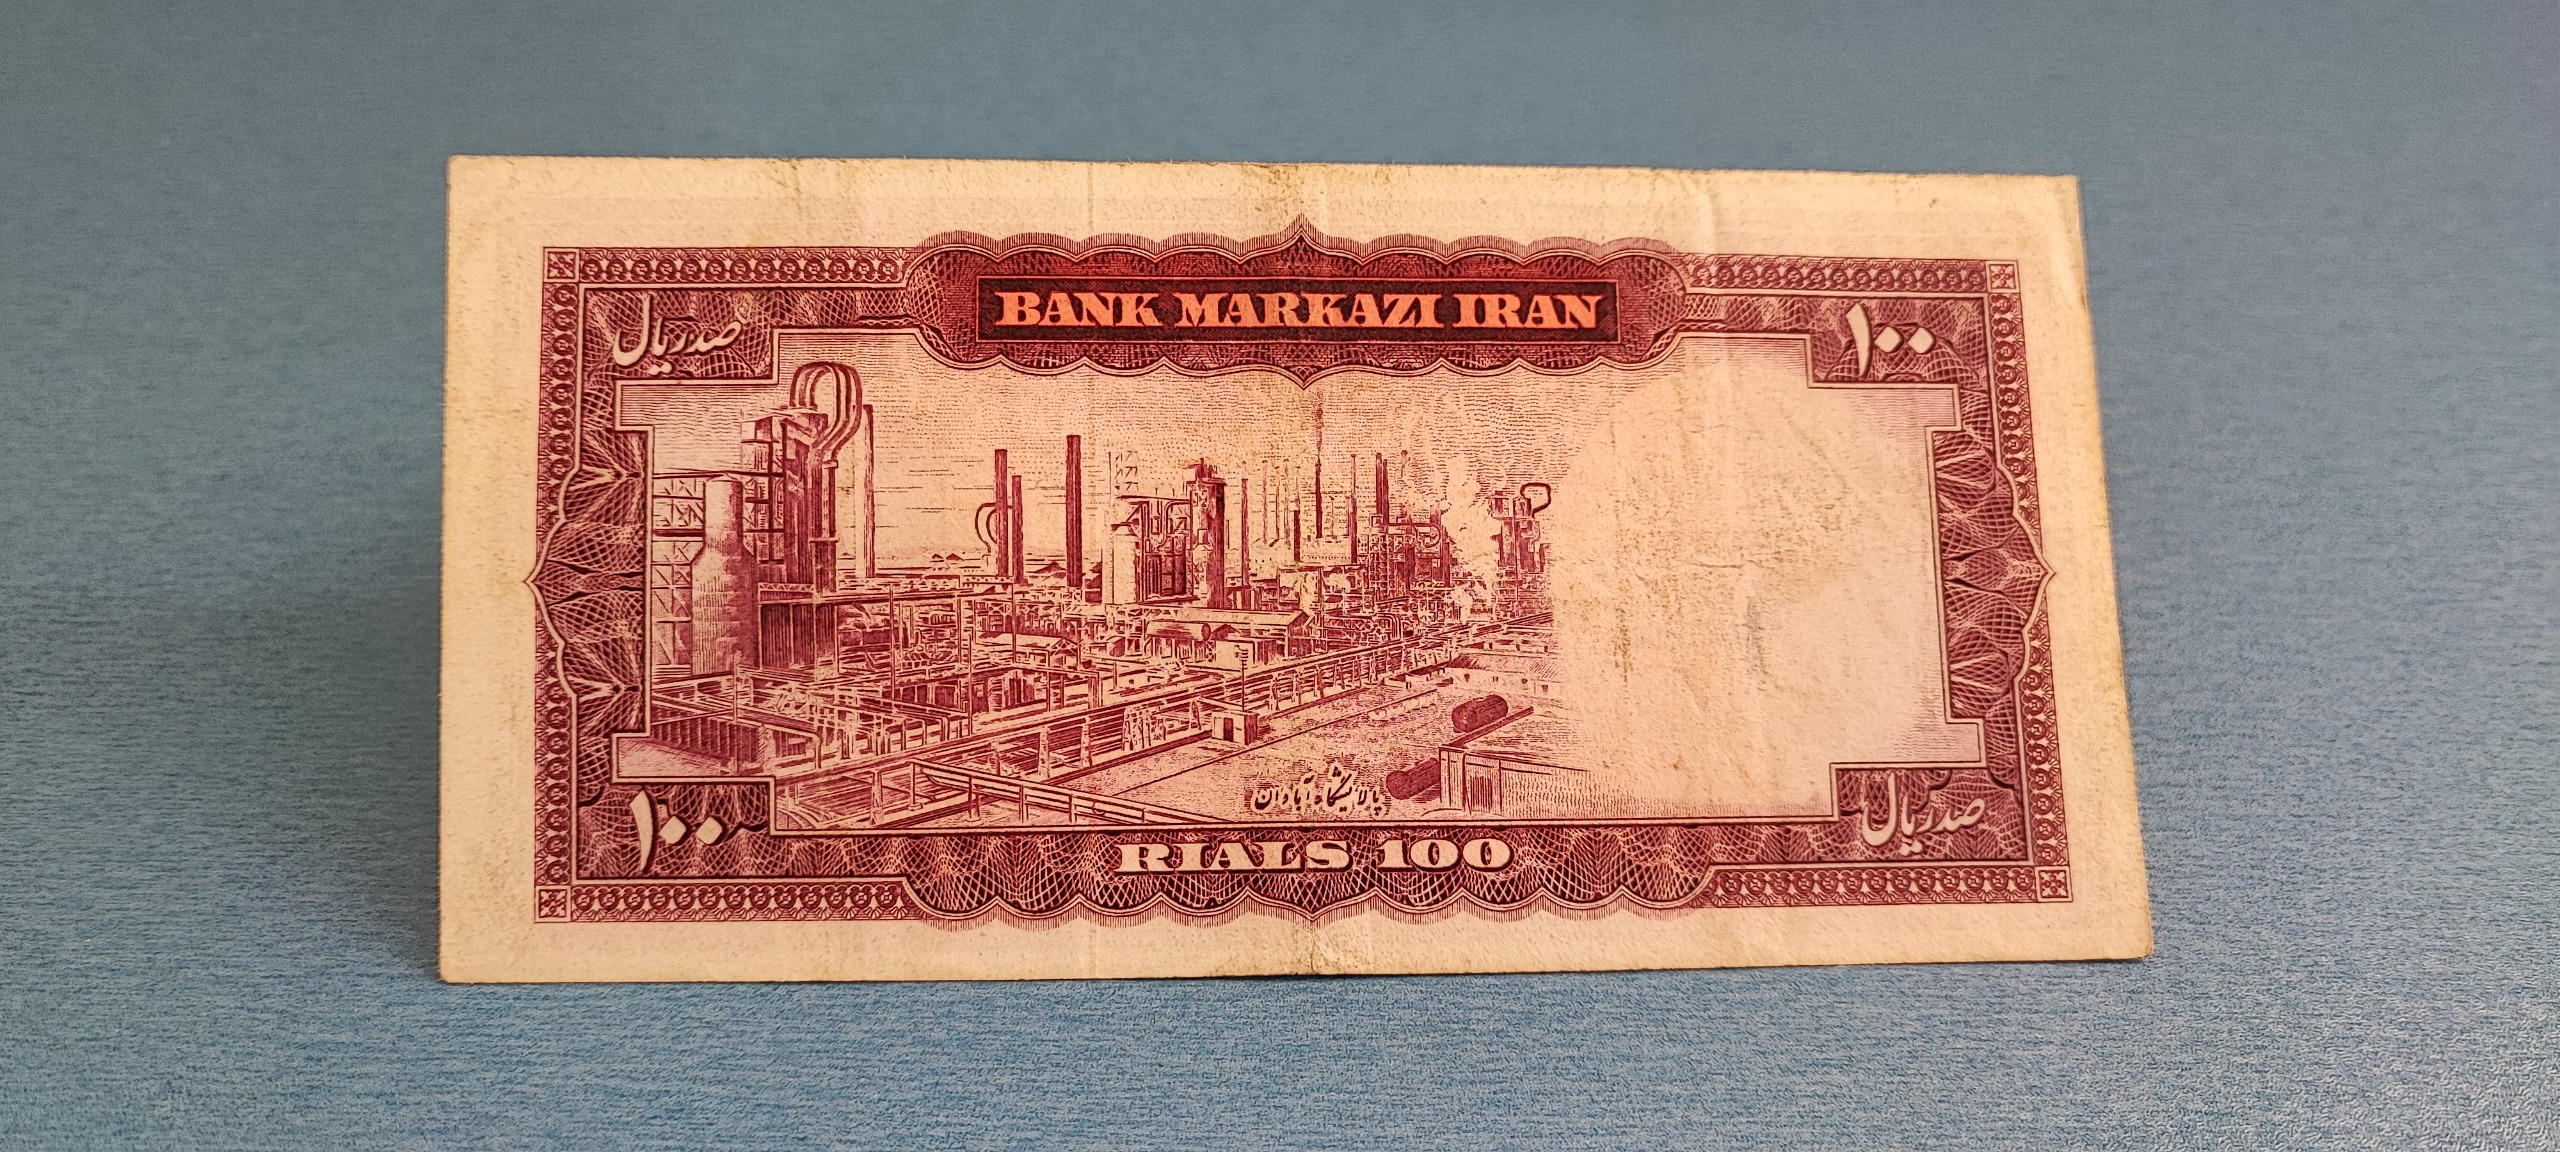 BANK MARKAZI IRAN
صد ریال
۱۰۰
پالایشگاه آبادان
۱۰۰
صد ریال
RIALS 100